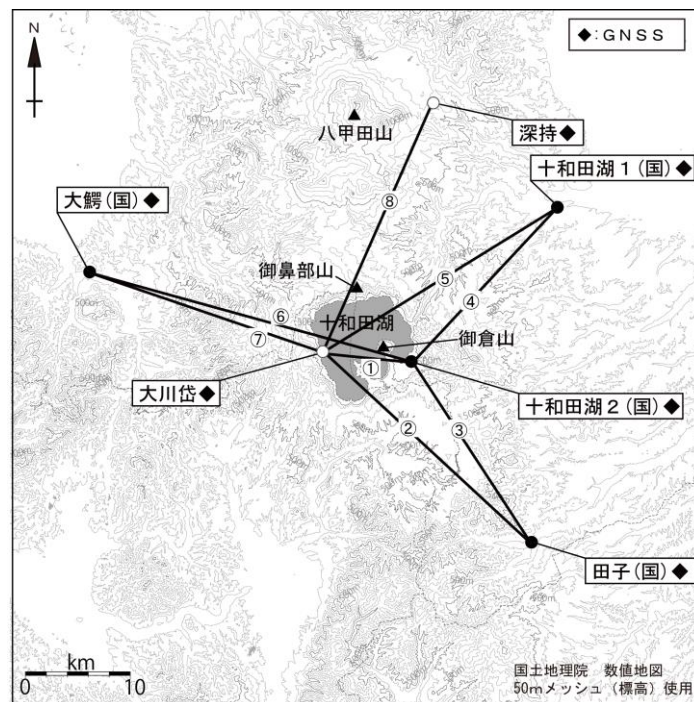 N
◆:GNSS
八甲田山
深持◆
十和田湖1(国)◆
大鰐(国)◆
⑧
御鼻部山
⑤
④
⑥
十和田湖
御倉山
⑦
①
大川岱◆
十和田湖2(国)◆
②
③
田子(国)◆
km
0
10
国土地理院 数値地図
50mメッシュ(標高)使用